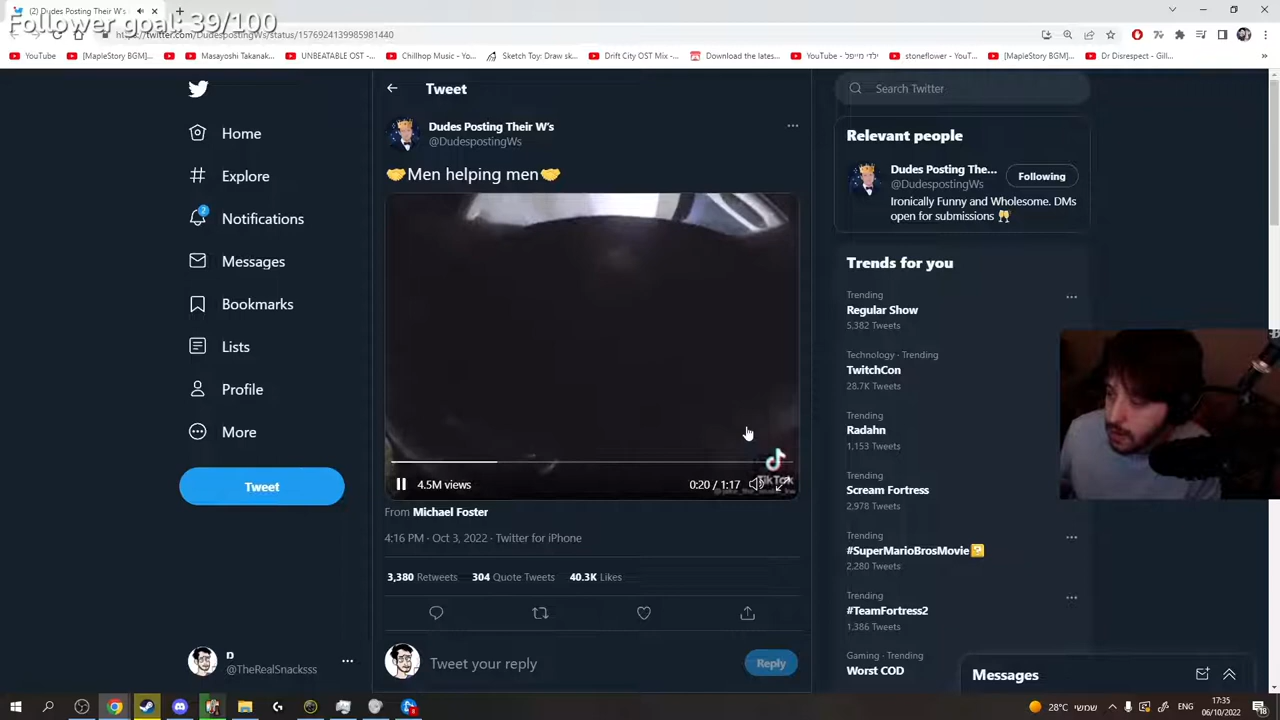 (2) Dudes Posting Their W's
Follower goal: 39/100
https://twitter.com/DudespostingWs/status/1576924139985981440
YouTube
[MapleStory BGM]...
Masayoshi Takanak...
UNBEATABLE OST -...
Chillhop Music - Yo...
Sketch Toy: Draw sk...
Drift City OST Mix -...
Download the lates...
YouTube - ילדי מייפל
stoneflower - YouT...
[MapleStory BGM]...
Dr Disrespect - Gill...
»
Home
Explore
2
Notifications
Messages
Bookmarks
Lists
Profile
More
Tweet
מ
@TheRealSnacksss
Tweet
Dudes Posting Their W's
@DudespostingWs
🤝Men helping men🤝
4.5M views
0:20 / 1:17
TikTok
From Michael Foster
4:16 PM · Oct 3, 2022 · Twitter for iPhone
3,380 Retweets 304 Quote Tweets 40.3K Likes
Tweet your reply
Reply
Search Twitter
Relevant people
Dudes Posting The...
@DudespostingWs
Following
Ironically Funny and Wholesome. DMs
open for submissions 🥂
Trends for you
Trending
Regular Show
5,382 Tweets
Technology · Trending
TwitchCon
28.7K Tweets
Trending
Radahn
1,153 Tweets
Trending
Scream Fortress
2,978 Tweets
Trending
#SuperMarioBrosMovie
2,280 Tweets
Trending
#TeamFortress2
1,386 Tweets
Gaming · Trending
Worst COD
Messages
28°C שמשי
17:35
06/10/2022
18